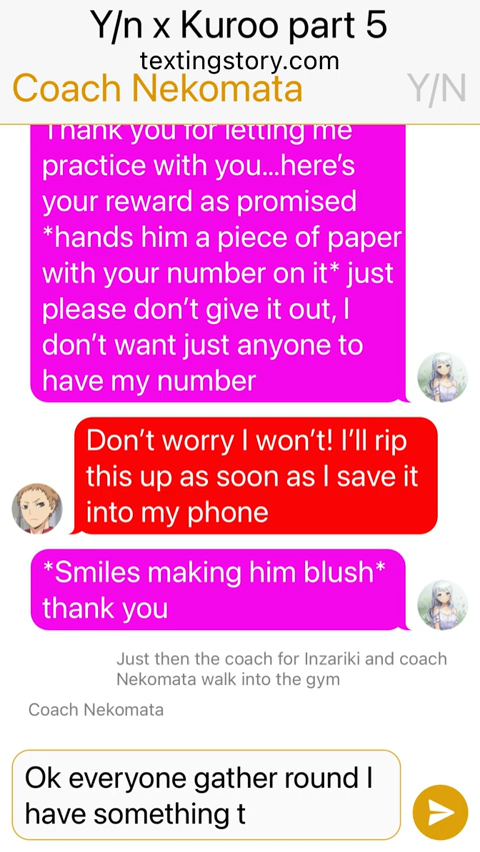 Y/n x Kuroo part 5
textingstory.com
Coach Nekomata
Y/N
Thank you for letting me
practice with you...here's
your reward as promised
*hands him a piece of paper
with your number on it* just
please don't give it out, I
don't want just anyone to
have my number
Don't worry I won't! I'll rip
this up as soon as I save it
into my phone
*Smiles making him blush*
thank you
Just then the coach for Inzariki and coach
Nekomata walk into the gym
Coach Nekomata
Ok everyone gather round I
have something t